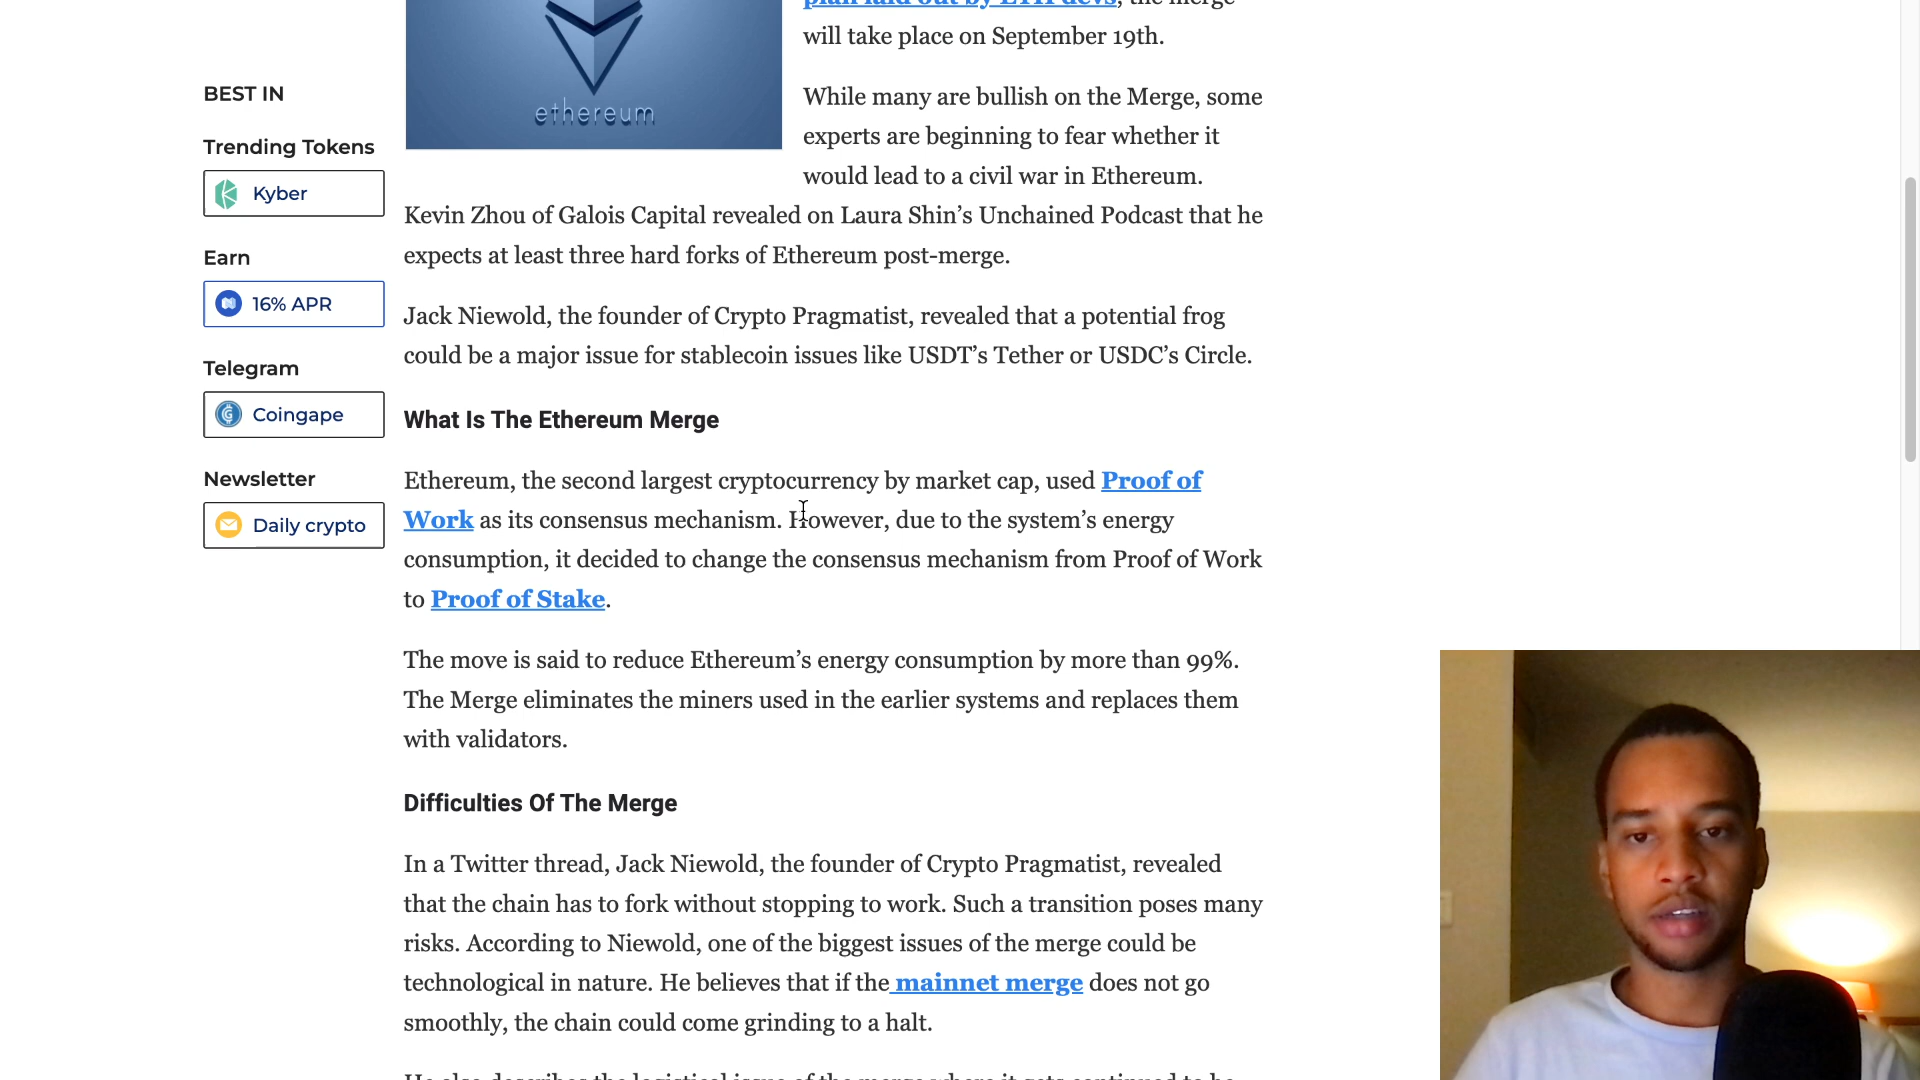 plan laid out by ETH devs, the merge
will take place on September 19th.
ethereum
While many are bullish on the Merge, some
experts are beginning to fear whether it
would lead to a civil war in Ethereum.
Kevin Zhou of Galois Capital revealed on Laura Shin’s Unchained Podcast that he
expects at least three hard forks of Ethereum post-merge.
Jack Niewold, the founder of Crypto Pragmatist, revealed that a potential frog
could be a major issue for stablecoin issues like USDT’s Tether or USDC’s Circle.
What Is The Ethereum Merge
Ethereum, the second largest cryptocurrency by market cap, used Proof of
Work as its consensus mechanism. However, due to the system’s energy
consumption, it decided to change the consensus mechanism from Proof of Work
to Proof of Stake.
The move is said to reduce Ethereum’s energy consumption by more than 99%.
The Merge eliminates the miners used in the earlier systems and replaces them
with validators.
Difficulties Of The Merge
In a Twitter thread, Jack Niewold, the founder of Crypto Pragmatist, revealed
that the chain has to fork without stopping to work. Such a transition poses many
risks. According to Niewold, one of the biggest issues of the merge could be
technological in nature. He believes that if the mainnet merge does not go
smoothly, the chain could come grinding to a halt.
BEST IN
Trending Tokens
Kyber
Earn
16% APR
Telegram
Coingape
Newsletter
Daily crypto